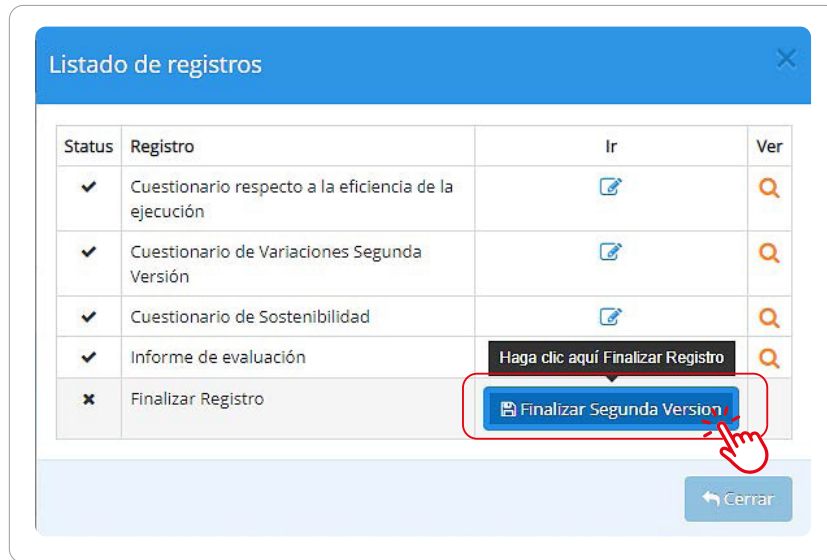 Listado de registros
Status Registro Ir Ver
Cuestionario respecto a la eficiencia de la
ejecución
Cuestionario de Variaciones Segunda
Versión
Cuestionario de Sostenibilidad
Informe de evaluación
Haga clic aquí Finalizar Registro
Finalizar Registro
Finalizar Segunda Version
Cerrar